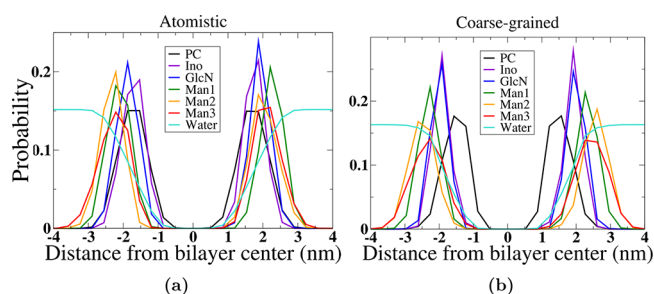 Atomistic
Probability
0.2
0.1
0
PC
Ino
GlcN
Man1
Man2
Man3
Water
-4 -3 -2 -1 0 1 2 3 4
Distance from bilayer center (nm)
(a)
Coarse-grained
0.2
0.1
0
PC
Ino
GlcN
Man1
Man2
Man3
Water
-4 -3 -2 -1 0 1 2 3 4
Distance from bilayer center (nm)
(b)